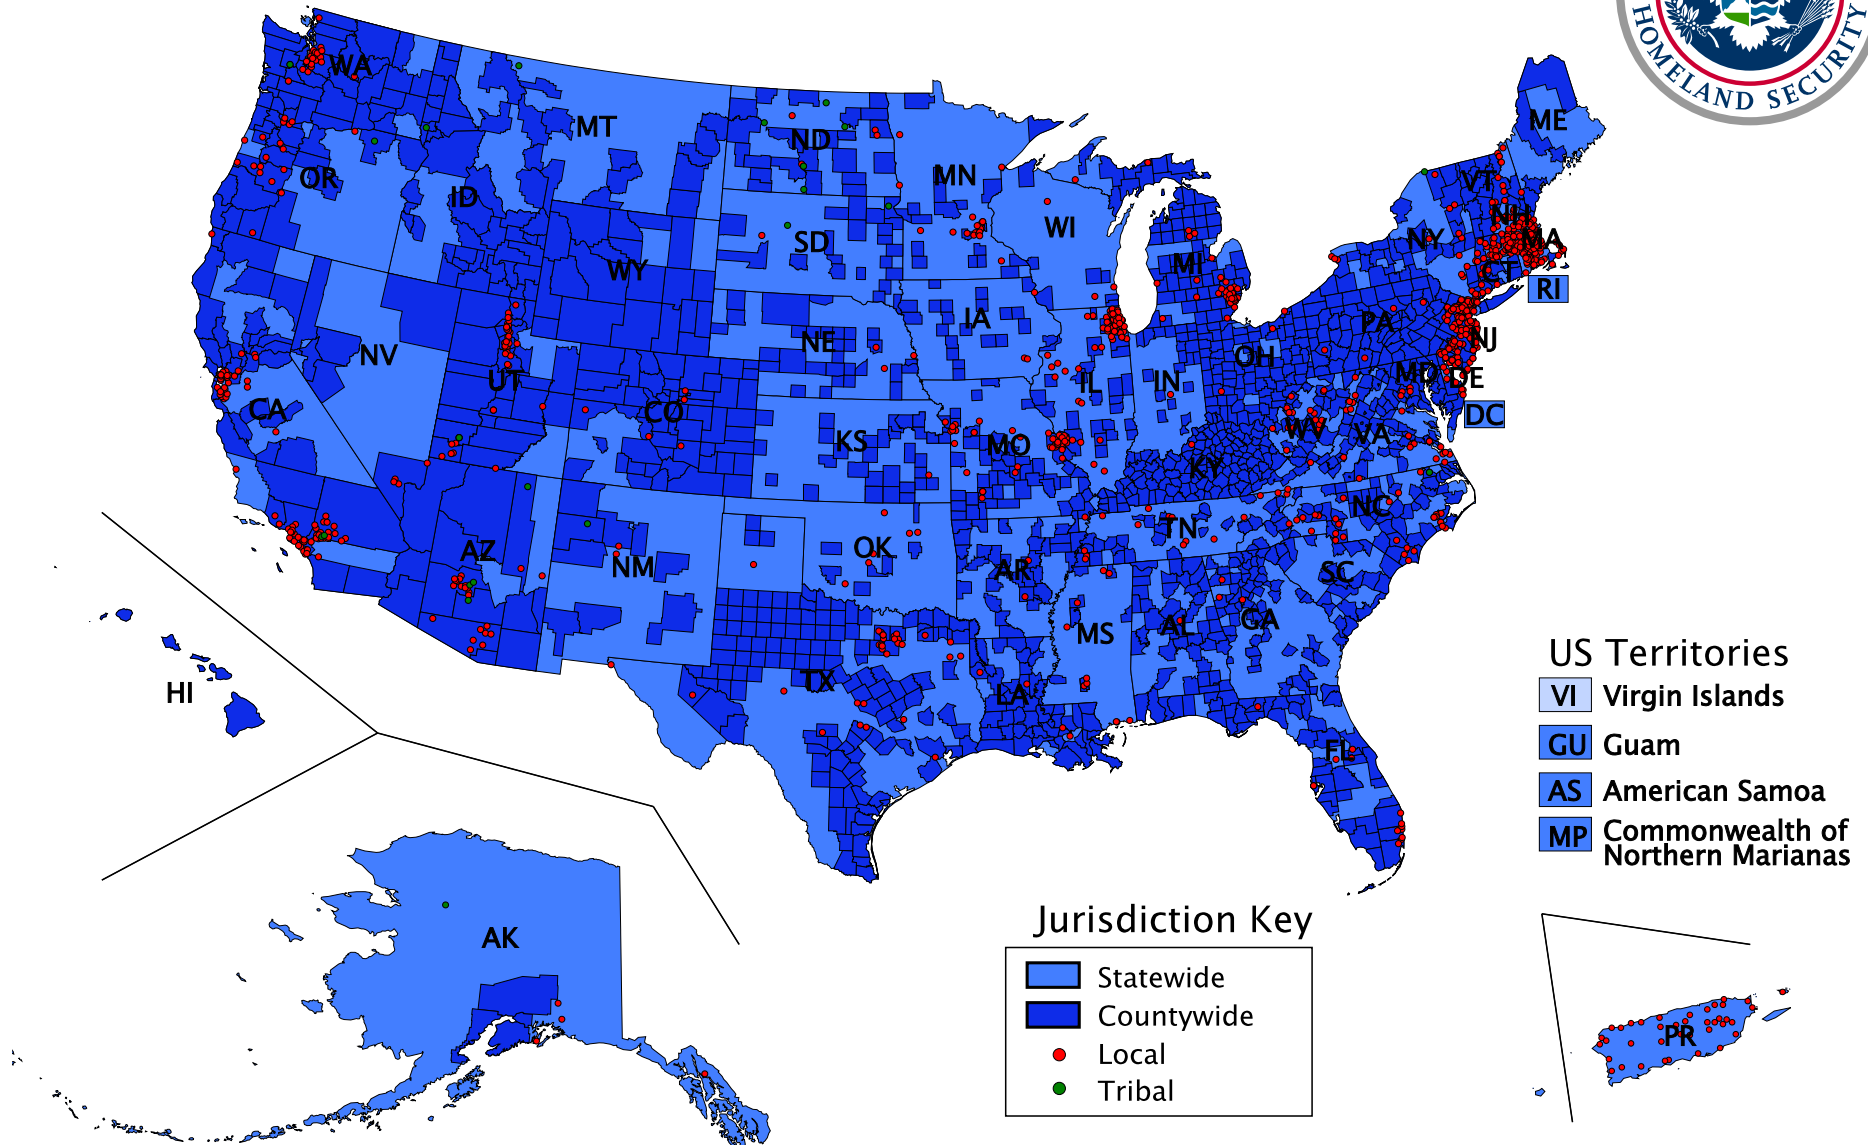 HOMELAND SECURITY
WA
MT
ND
MN
ME
OR
ID
SD
WI
MI
VT
NH
NY
MA
CT
RI
WY
NE
IA
PA
NJ
NV
UT
CO
IL
IN
OH
MD
DE
CA
KS
MO
WV
VA
DC
KY
AZ
NM
OK
AR
TN
NC
SC
MS
AL
GA
TX
LA
FL
HI
AK
PR
US Territories
VI Virgin Islands
GU Guam
AS American Samoa
MP Commonwealth of
Northern Marianas
Jurisdiction Key
Statewide
Countywide
Local
Tribal